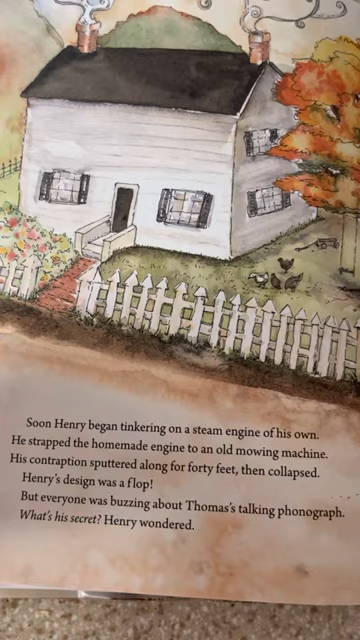 Soon Henry began tinkering on a steam engine of his own.
He strapped the homemade engine to an old mowing machine.
His contraption sputtered along for forty feet, then collapsed.
Henry's design was a flop!
But everyone was buzzing about Thomas's talking phonograph.
What's his secret? Henry wondered.